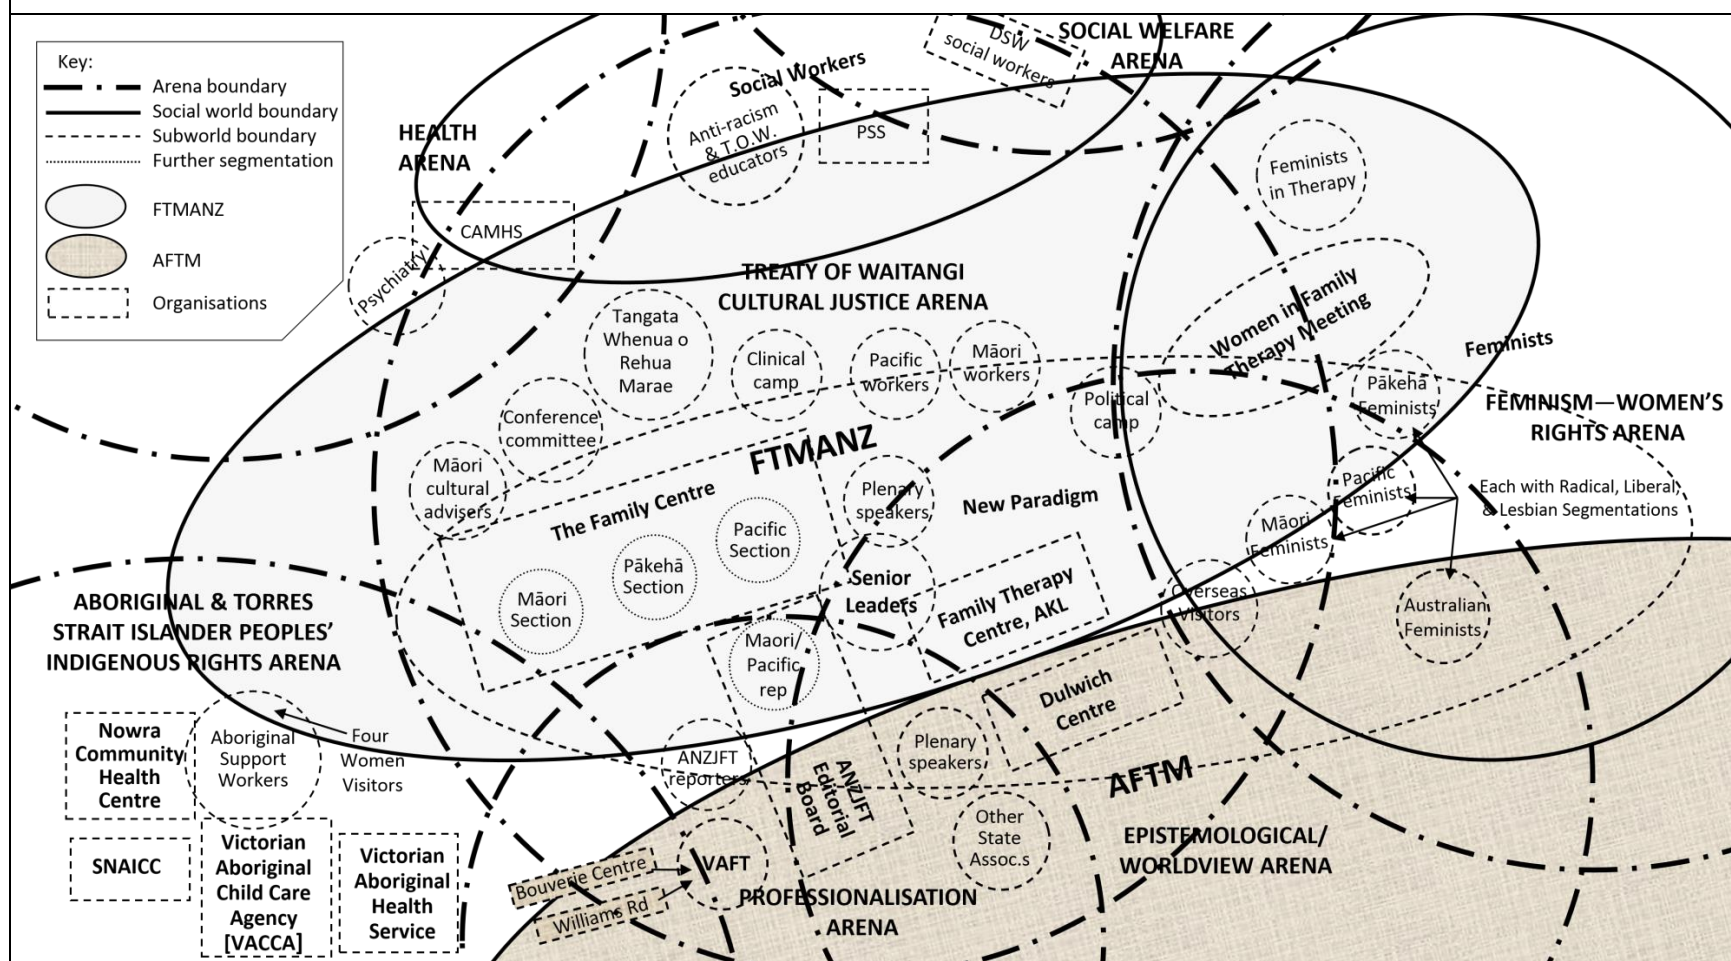 Key:
Arena boundary
Social world boundary
Subworld boundary
Further segmentation
FTMANZ
AFTM
Organisations
HEALTH
ARENA
Social Workers
Anti-racism
& T.O.W.
educators
PSS
DSW
social workers
SOCIAL WELFARE
ARENA
CAMHS
Psychiatry
Feminists
in Therapy
TREATY OF WAITANGI
CULTURAL JUSTICE ARENA
Women in Family
Therapy Meeting
Feminists
Tangata
Whenua o
Rehua
Marae
Clinical
camp
Pacific
workers
Māori
workers
Political
camp
Pākehā
Feminists
FEMINISM—WOMEN’S
RIGHTS ARENA
Conference
committee
Māori
cultural
advisers
FTMANZ
The Family Centre
Plenary
speakers
New Paradigm
Pacific
Feminists
Each with Radical, Liberal,
& Lesbian Segmentations
Māori
Feminists
Pacific
Section
Pākehā
Section
Māori
Section
Senior
Leaders
Family Therapy
Centre, AKL
Overseas
Visitors
Australian
Feminists
ABORIGINAL & TORRES
STRAIT ISLANDER PEOPLES’
INDIGENOUS RIGHTS ARENA
Maori/
Pacific
rep
Dulwich
Centre
Nowra
Community
Health
Centre
Aboriginal
Support
Workers
Four
Women
Visitors
ANZJFT
reporters
ANZJFT
Editorial
Board
Plenary
speakers
AFTM
Other
State
Assoc.s
EPISTEMOLOGICAL/
WORLDVIEW ARENA
SNAICC
Victorian
Aboriginal
Child Care
Agency
[VACCA]
Victorian
Aboriginal
Health
Service
Bouverie Centre
Williams Rd
VAFT
PROFESSIONALISATION
ARENA